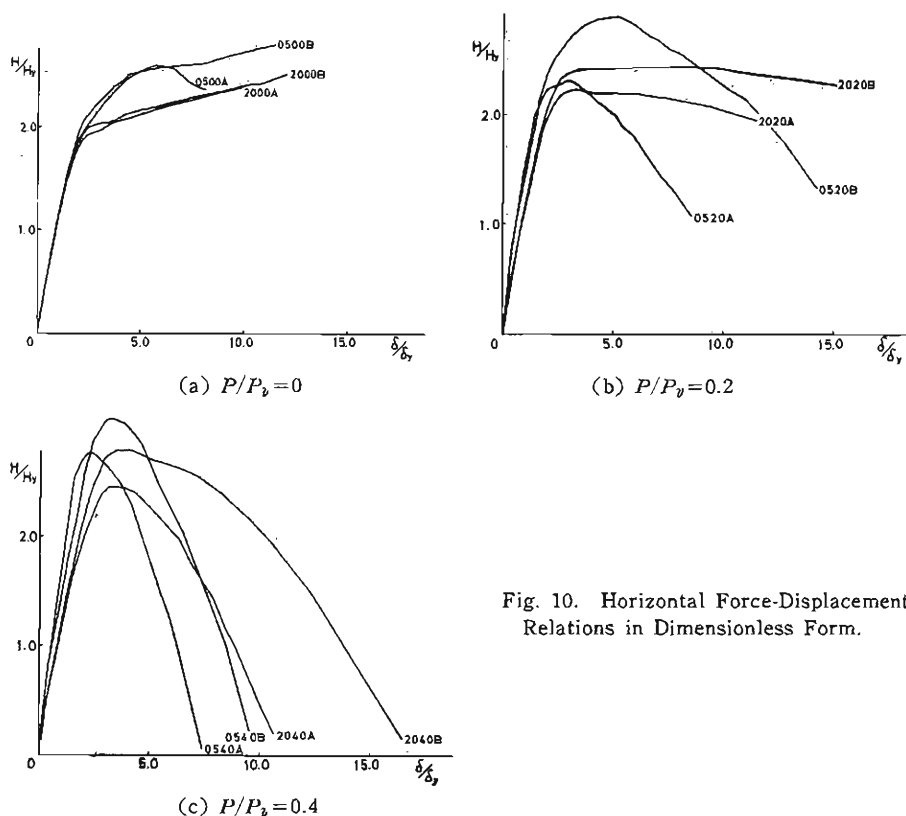 H/Hy
2.0
1.0
0
5.0
10.0
15.0
δ/δy
0500B
0500A
2000B
2000A
(a) P/Py=0
H/Hy
2.0
1.0
0
5.0
10.0
15.0
δ/δy
2020B
2020A
0520B
0520A
(b) P/Py=0.2
H/Hy
2.0
1.0
0
5.0
10.0
15.0
δ/δy
0540A
0540B
2040A
2040B
(c) P/Py=0.4
Fig. 10. Horizontal Force-Displacement
Relations in Dimensionless Form.